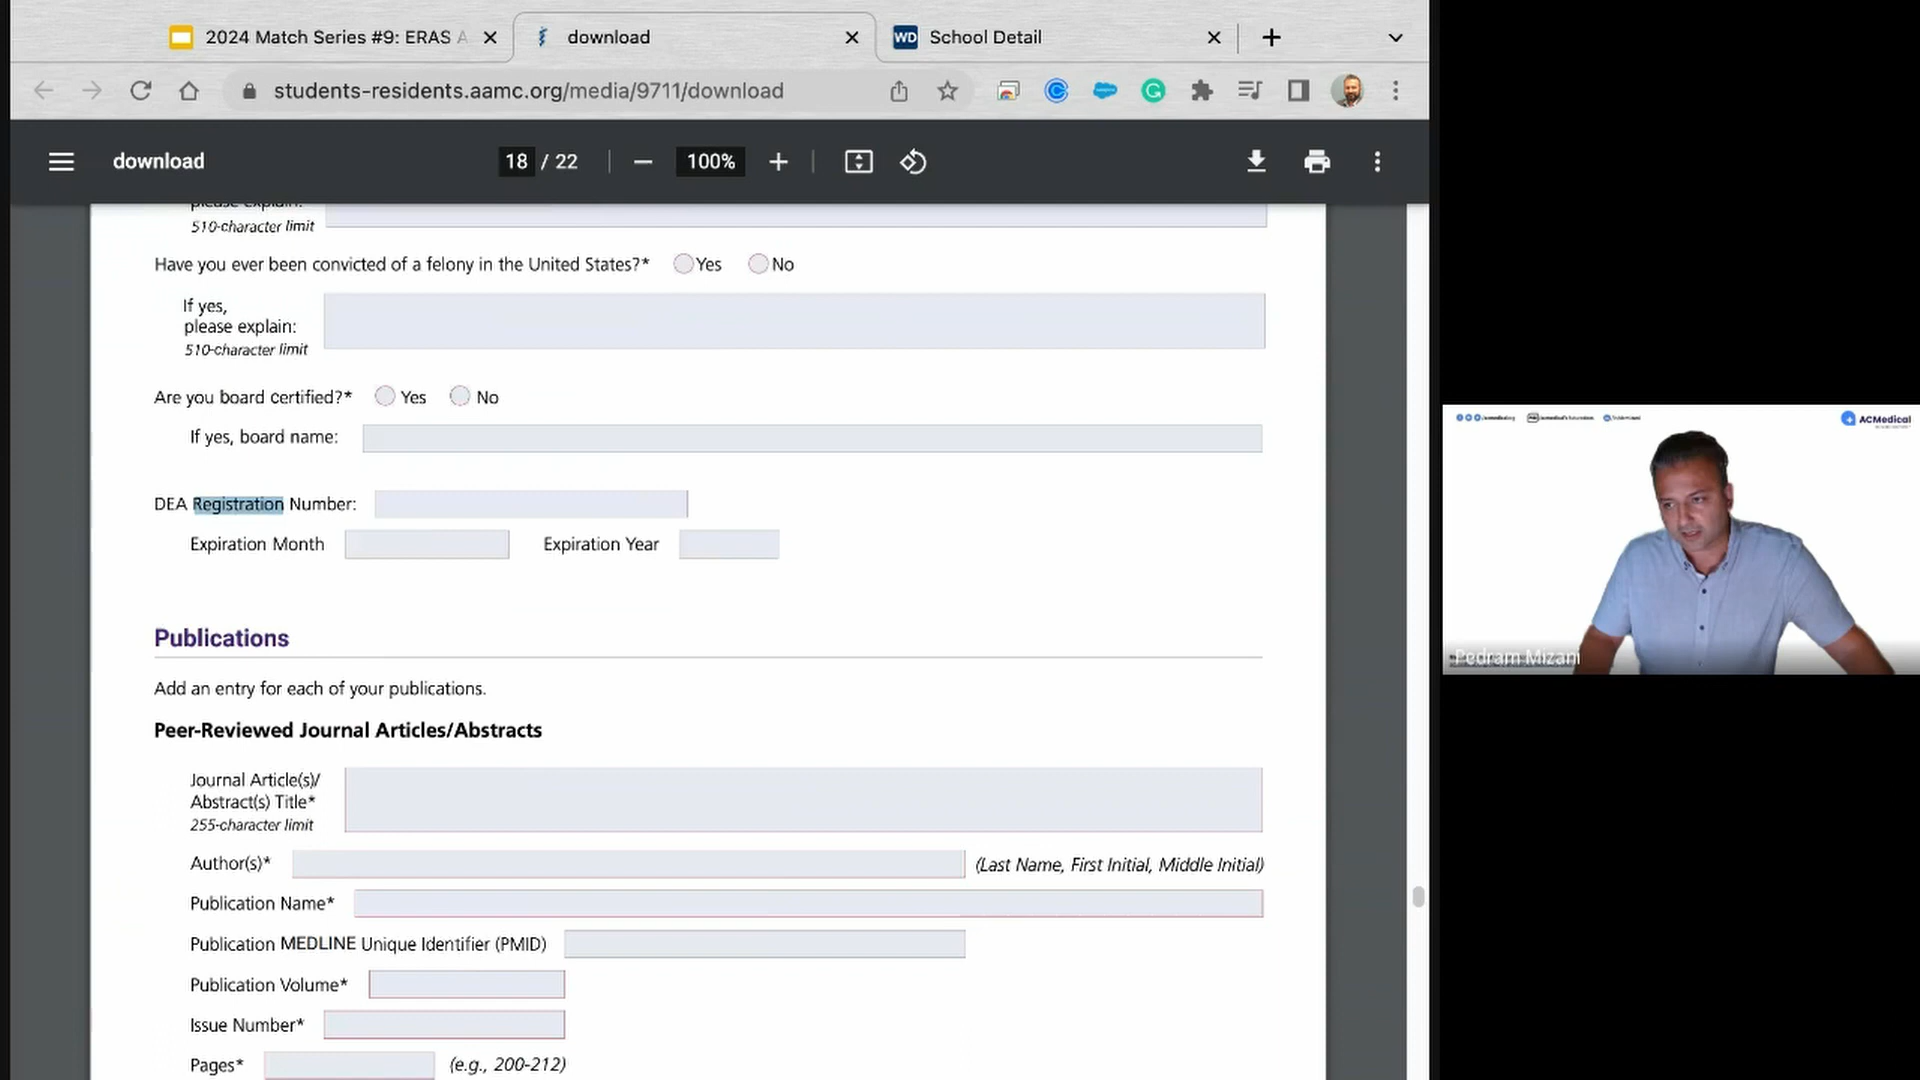 2024 Match Series #9: ERAS A
download
WD School Detail
students-residents.aamc.org/media/9711/download
download
18 / 22
100%
please explain:
510-character limit
Have you ever been convicted of a felony in the United States?* Yes No
If yes,
please explain:
510-character limit
Are you board certified?* Yes No
If yes, board name:
DEA Registration Number:
Expiration Month Expiration Year
Publications
Add an entry for each of your publications.
Peer-Reviewed Journal Articles/Abstracts
Journal Article(s)/
Abstract(s) Title*
255-character limit
Author(s)* (Last Name, First Initial, Middle Initial)
Publication Name*
Publication MEDLINE Unique Identifier (PMID)
Publication Volume*
Issue Number*
Pages* (e.g., 200-212)
ACMedical
Pedram Mizani